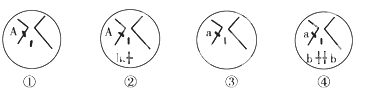 A A a a
b b b
① ② ③ ④